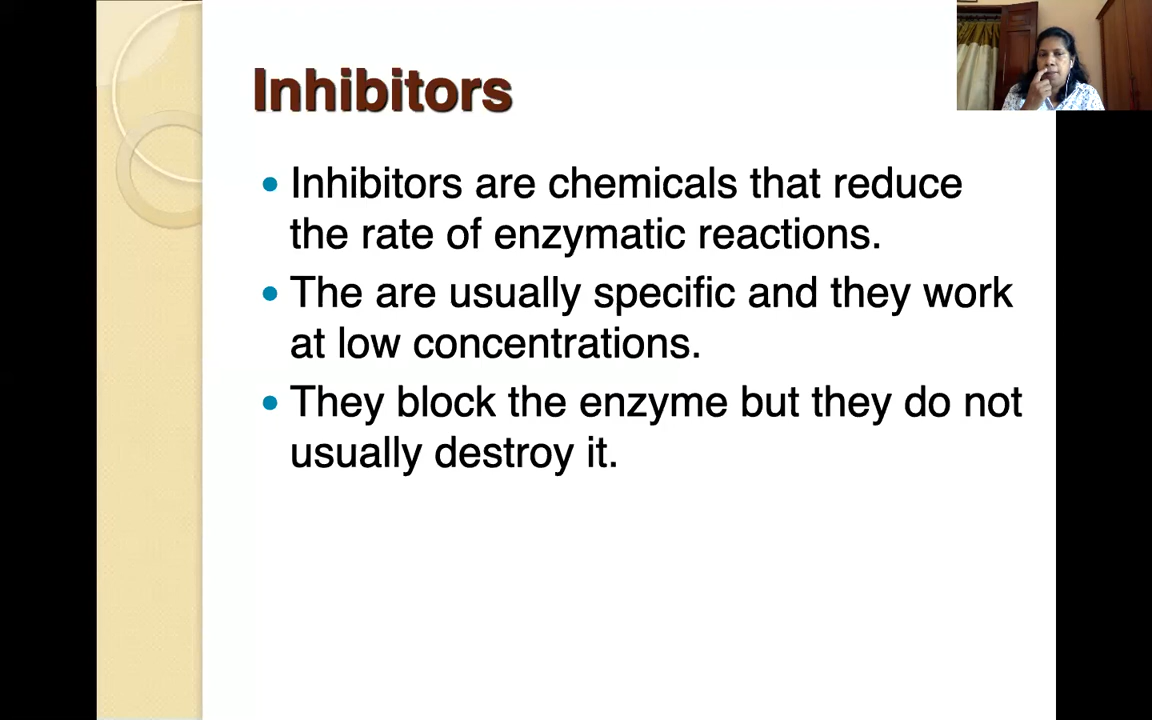 Inhibitors
• Inhibitors are chemicals that reduce
the rate of enzymatic reactions.
• The are usually specific and they work
at low concentrations.
• They block the enzyme but they do not
usually destroy it.